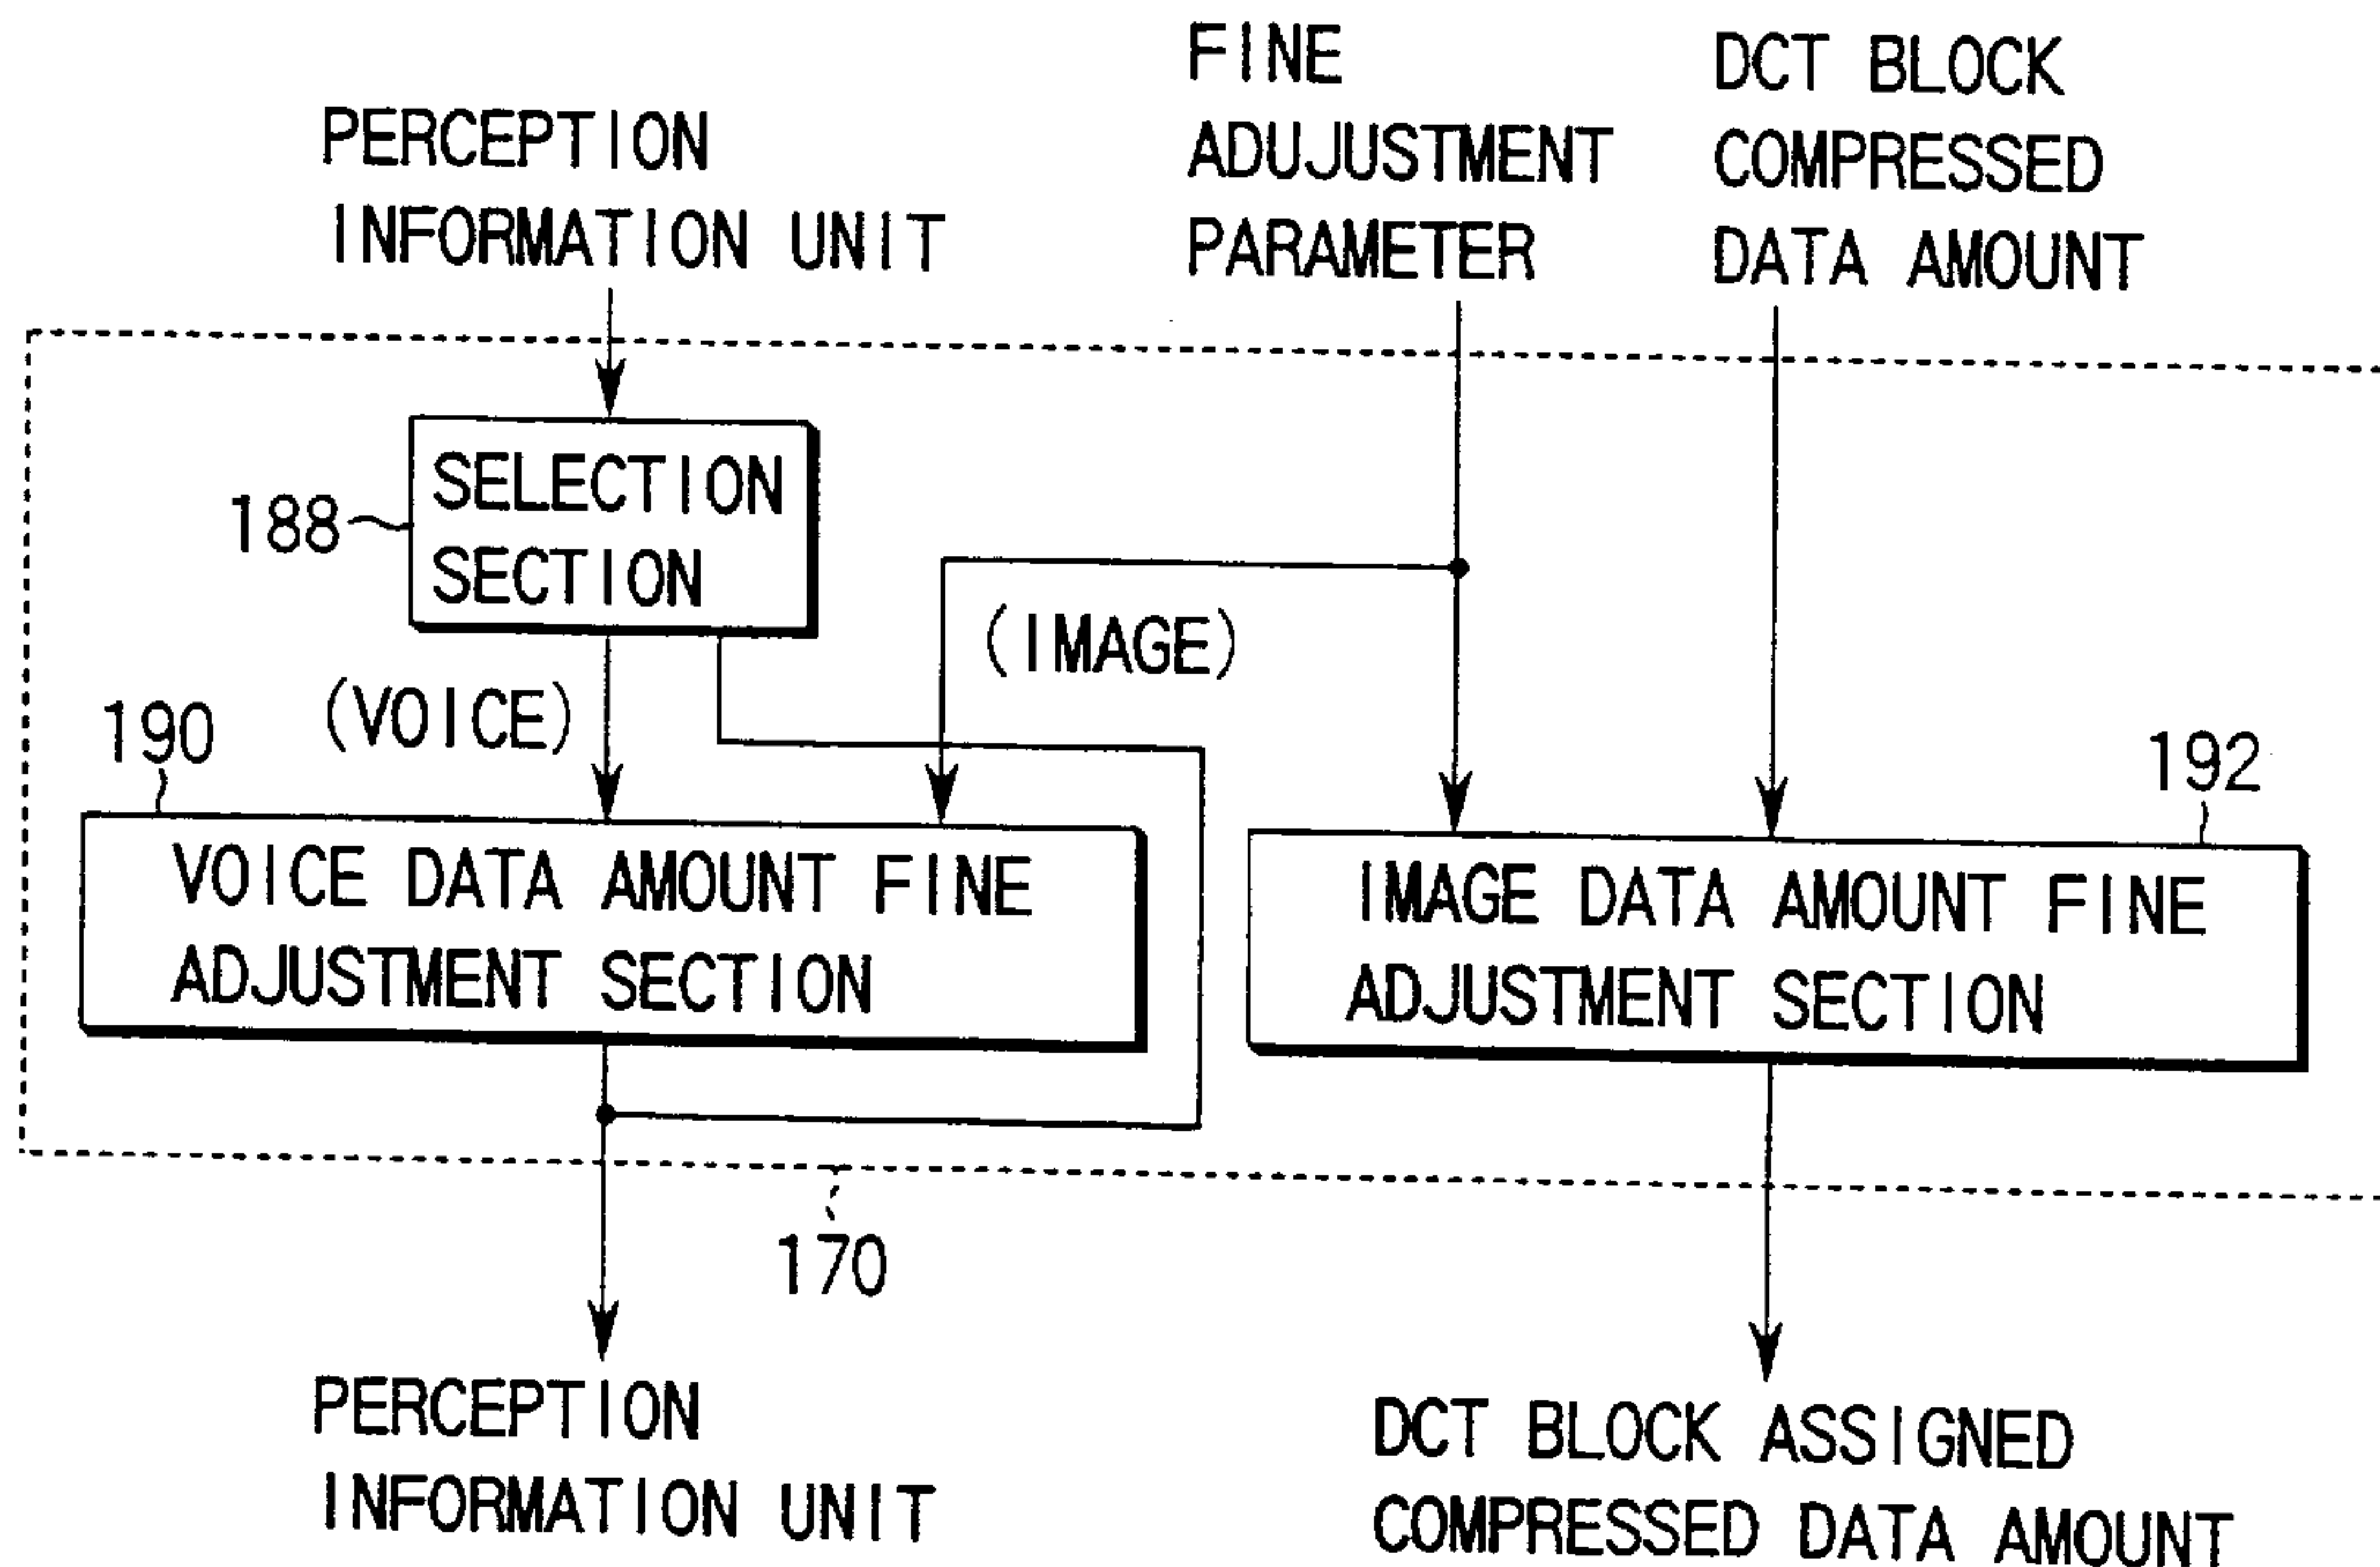 PERCEPTION
INFORMATION UNIT
FINE
ADUJUSTMENT
PARAMETER
DCT BLOCK
COMPRESSED
DATA AMOUNT
188
SELECTION
SECTION
(VOICE)
(IMAGE)
190
VOICE DATA AMOUNT FINE
ADJUSTMENT SECTION
192
IMAGE DATA AMOUNT FINE
ADJUSTMENT SECTION
170
PERCEPTION
INFORMATION UNIT
DCT BLOCK ASSIGNED
COMPRESSED DATA AMOUNT